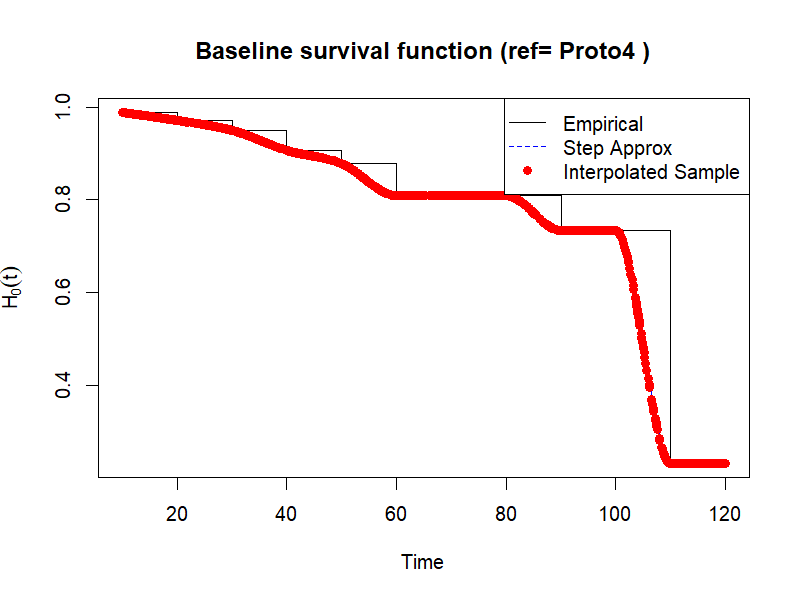 Baseline survival function (ref= Proto4 )
Empirical
Step Approx
Interpolated Sample
H₀(t)
1.0
0.8
0.6
0.4
20 40 60 80 100 120
Time